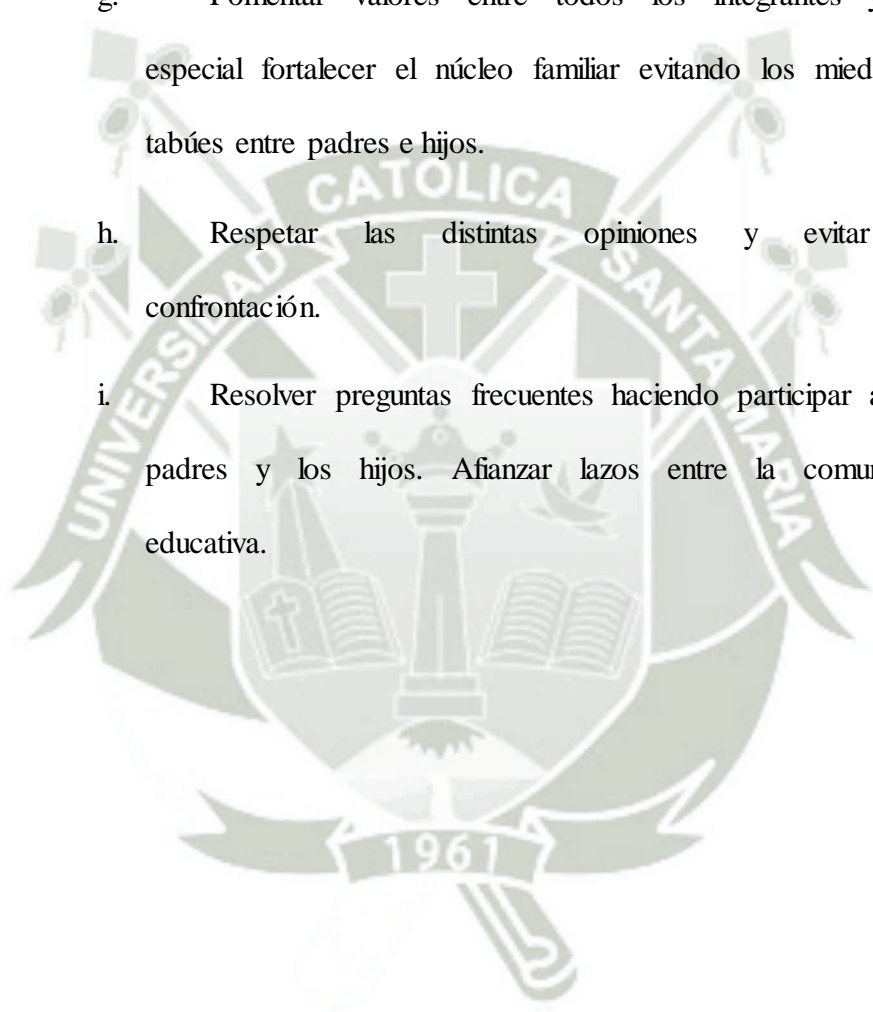 g. Fomentar valores entre todos los integrantes y
especial fortalecer el núcleo familiar evitando los
tabúes entre padres e hijos.
CATOLICA
h. Respetar las distintas opiniones y evitar
UNIVERSIDAD
SANTA MARIA
confrontación.
i. Resolver preguntas frecuentes haciendo participar a
padres y los hijos. Afianzar lazos entre la
educativa.
1961